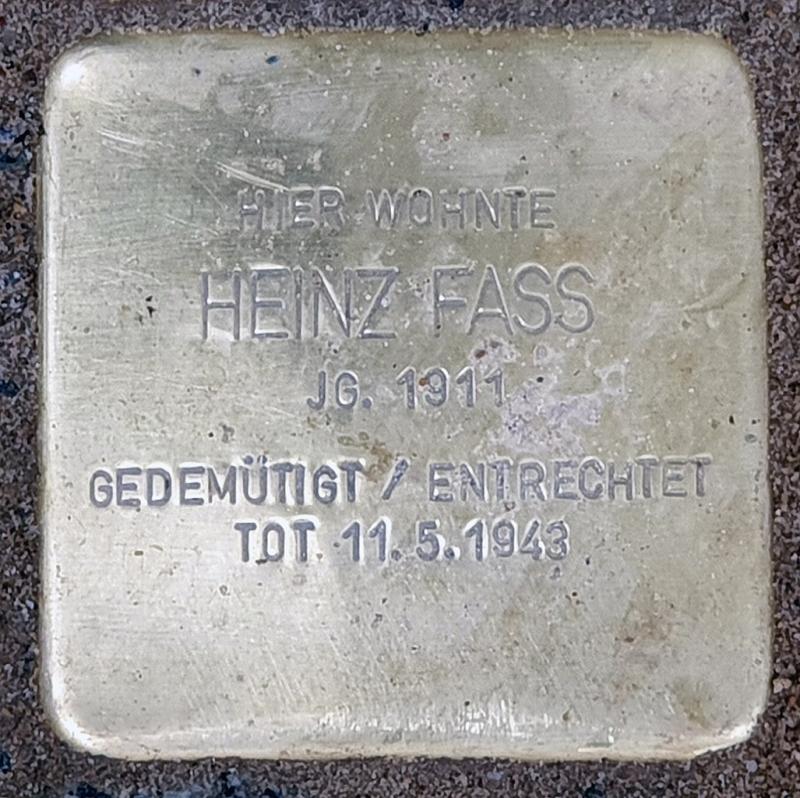 HIER WOHNTE
HEINZ FASS
JG. 1911
GEDEMÜTIGT / ENTRECHTET
TOT 11.5.1943